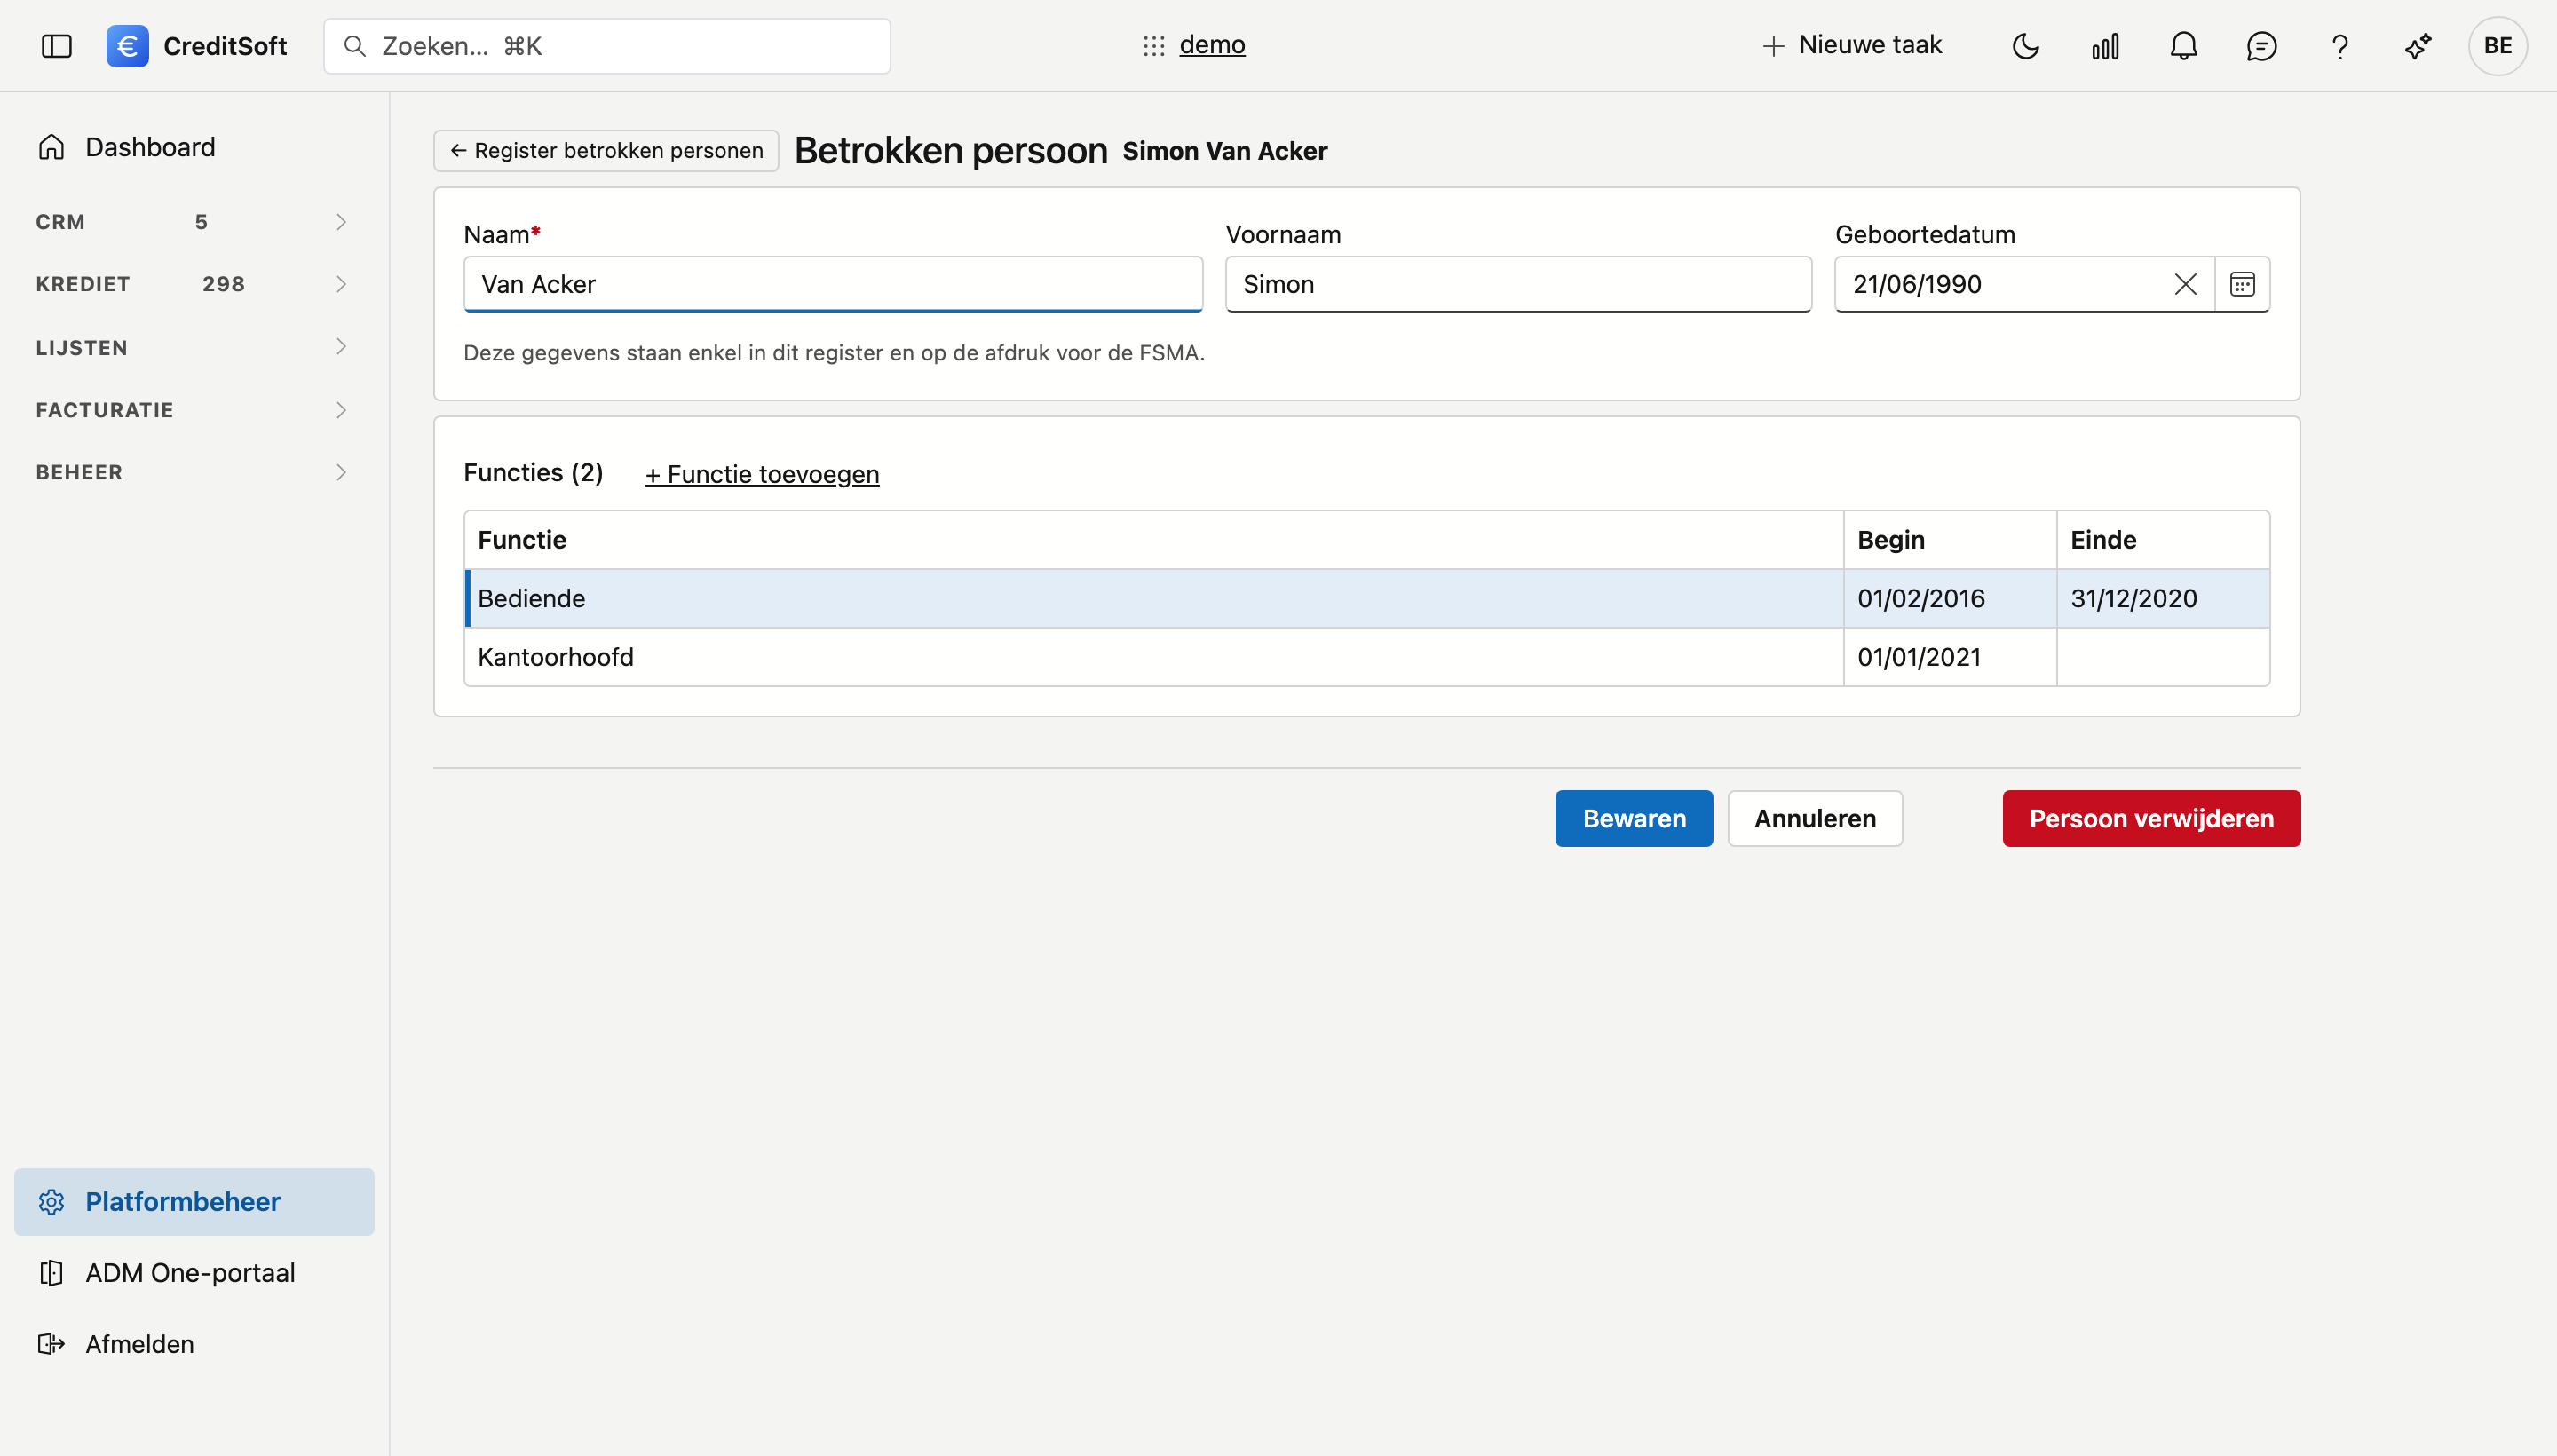 CreditSoft
Zoeken... ⌘K
demo
Nieuwe taak
BE
Dashboard
CRM 5
KREDIET 298
LIJSTEN
FACTURATIE
BEHEER
Platformbeheer
ADM One-portaal
Afmelden
← Register betrokken personen
Betrokken persoon Simon Van Acker
Naam* Voornaam Geboortedatum
Van Acker Simon 21/06/1990
Deze gegevens staan enkel in dit register en op de afdruk voor de FSMA.
Functies (2) + Functie toevoegen
Functie Begin Einde
Bediende 01/02/2016 31/12/2020
Kantoorhoofd 01/01/2021
Bewaren Annuleren Persoon verwijderen